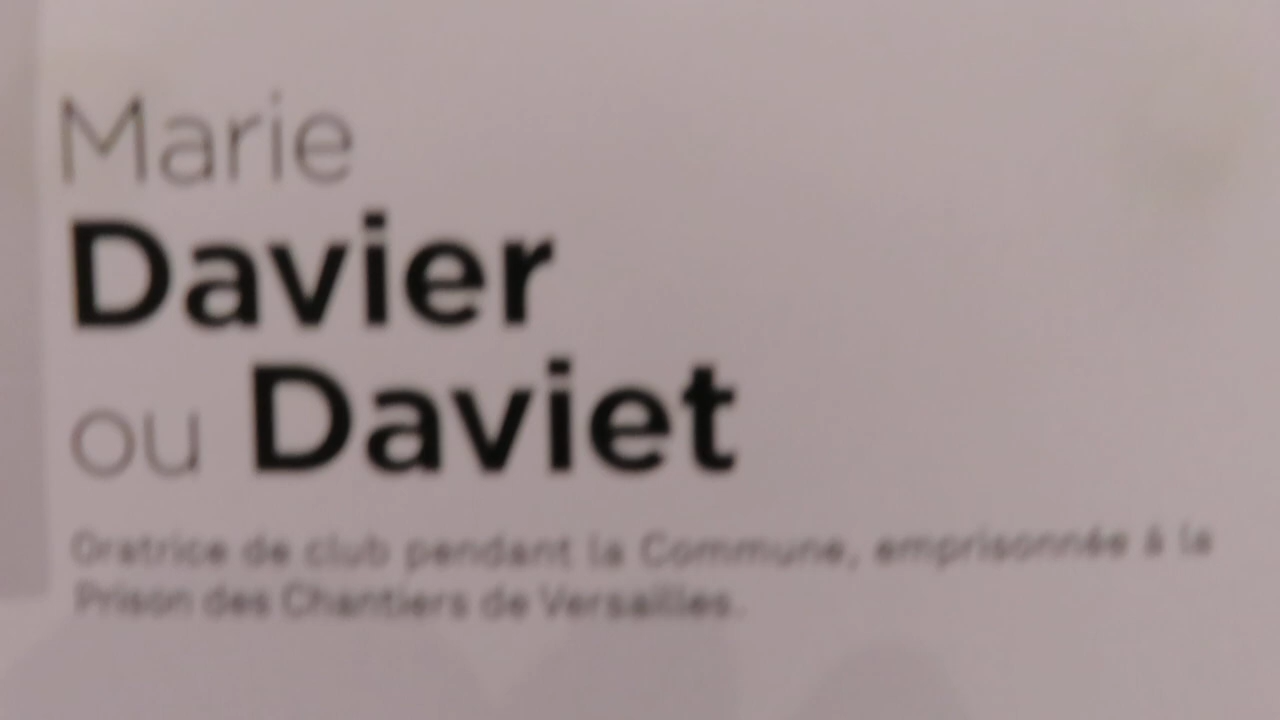 Marie
Davier
ou Daviet
Oratrice de club pendant la Commune, emprisonnée à la
Prison des Chantiers de Versailles.